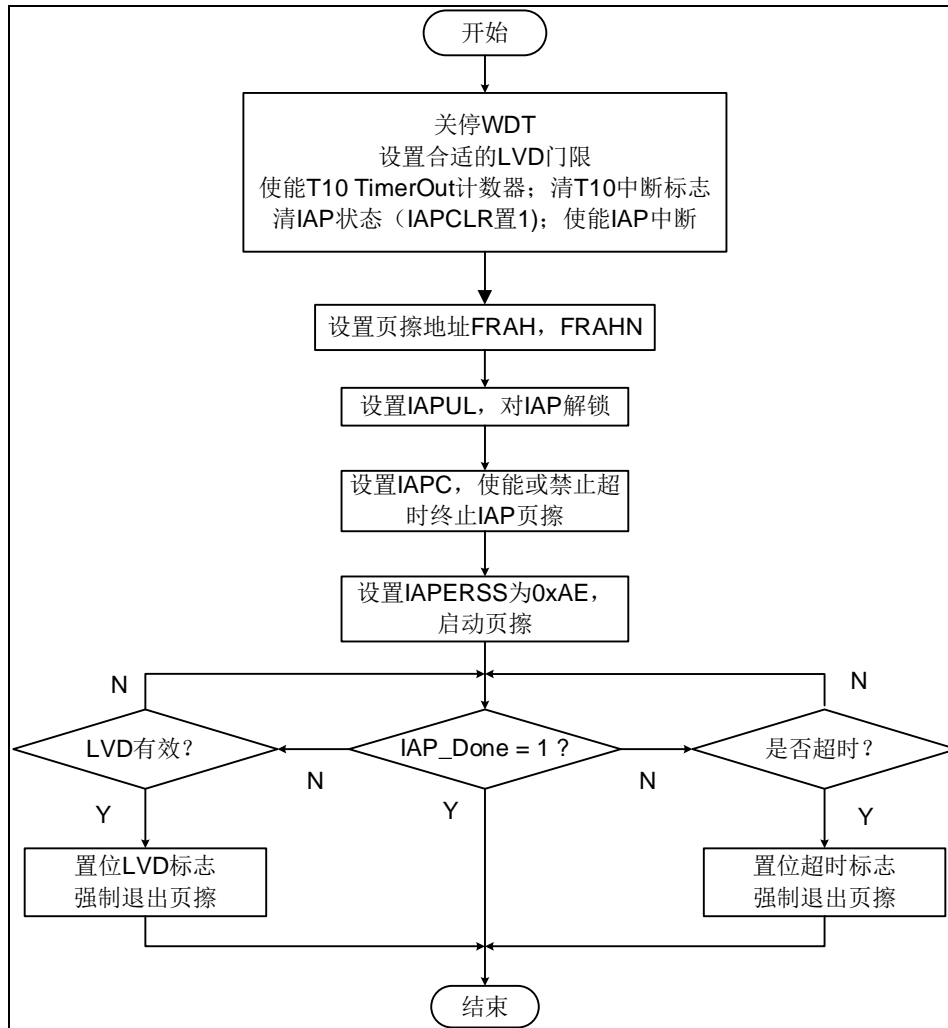 开始
关停WDT
设置合适的LVD门限
使能T10 TimerOut计数器；清T10中断标志
清IAP状态（IAPCLR置1)；使能IAP中断
设置页擦地址FRAH，FRAHN
设置IAPUL，对IAP解锁
设置IAPC，使能或禁止超
时终止IAP页擦
设置IAPERSS为0xAE，
启动页擦
N
N
LVD有效？
IAP_Done = 1 ?
是否超时？
N
N
Y
Y
Y
置位LVD标志
强制退出页擦
置位超时标志
强制退出页擦
结束